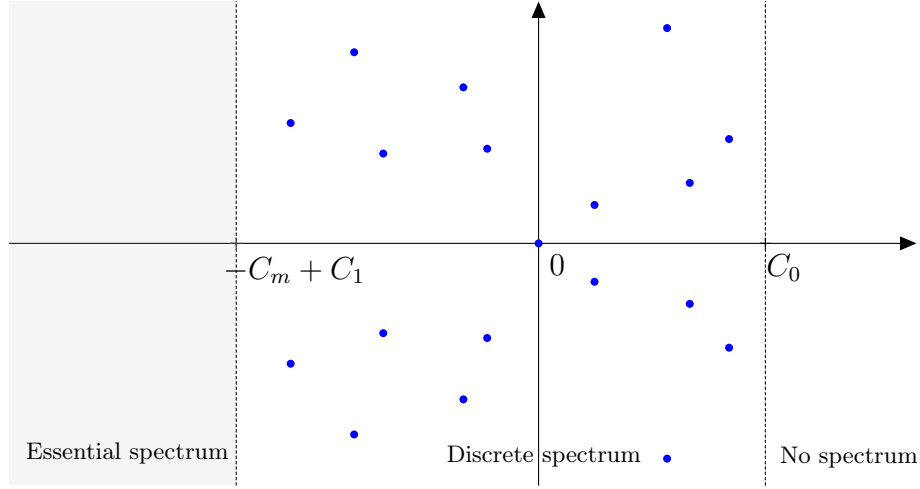 $-C_m + C_1$
0
$C_0$
Essential spectrum
Discrete spectrum
No spectrum